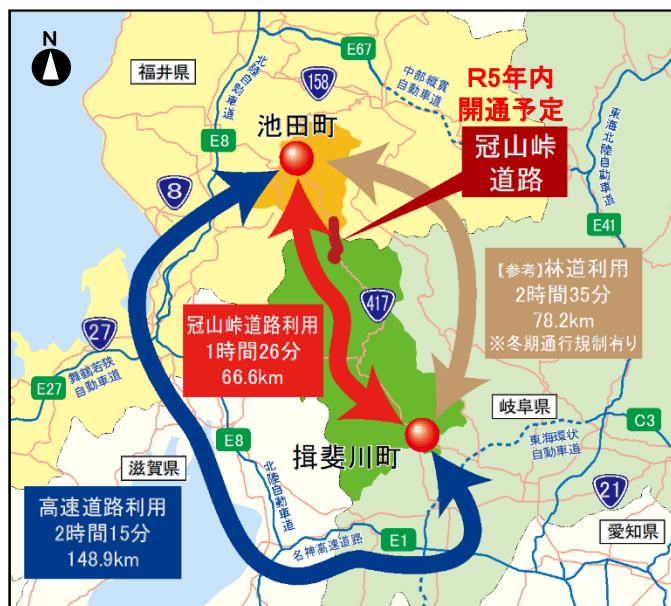 N
福井県
北陸自動車道
158
E67
中部縦貫
自動車道
R5年内
開通予定
冠山峠
道路
東海北陸自動車道
池田町
E8
8
E41
【参考】林道利用
2時間35分
78.2km
※冬期通行規制有り
417
冠山峠道路利用
1時間26分
66.6km
27
舞鶴若狭
自動車道
E27
岐阜県
C3
東海環状
自動車道
揖斐川町
E8
北陸自動車道
滋賀県
21
高速道路利用
2時間15分
148.9km
名神高速道路
E1
愛知県